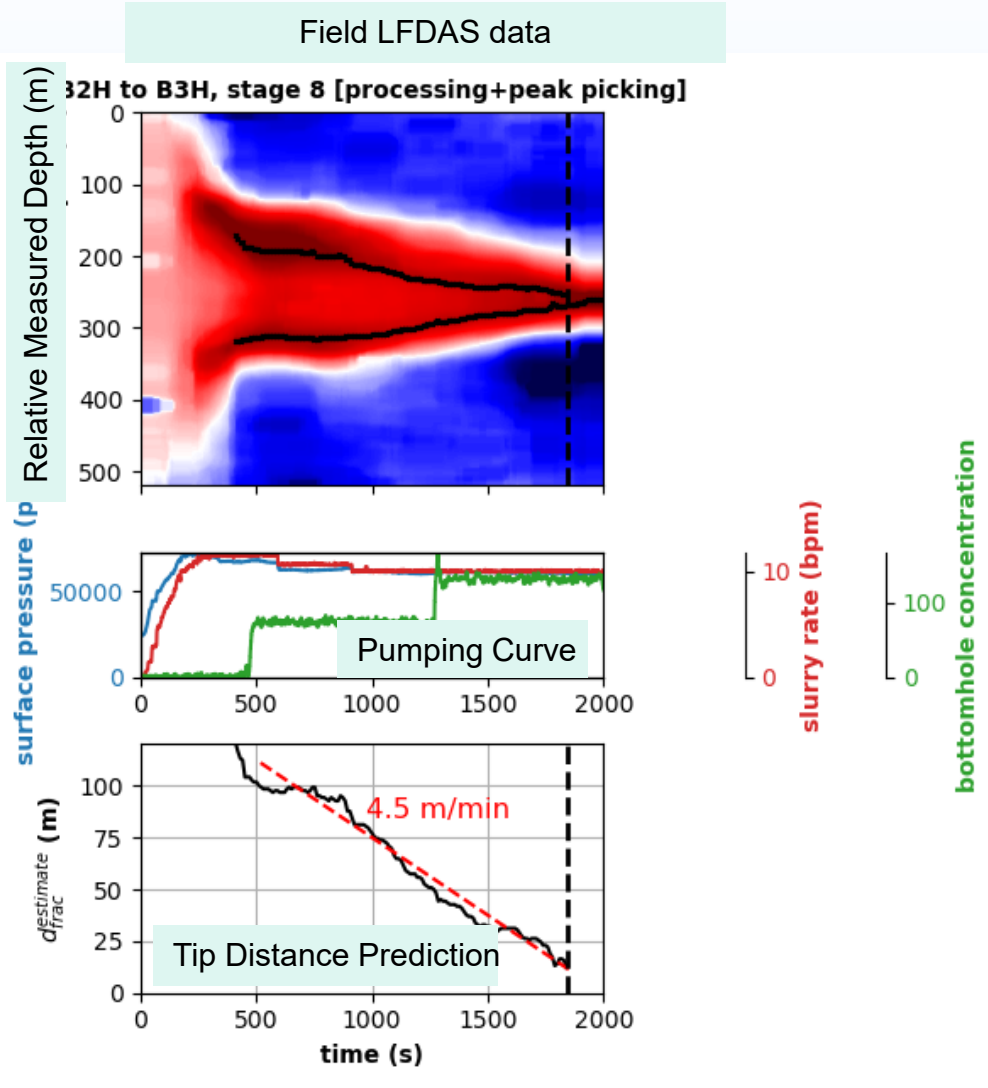 Field LFDAS data
B2H to B3H, stage 8 [processing+peak picking]
Relative Measured Depth (m)
0
100
200
300
400
500
surface pressure (p
50000
0
Pumping Curve
0
500
1000
1500
2000
10
0
slurry rate (bpm)
100
0
bottomhole concentration
d_frac^estimate (m)
100
75
50
25
0
4.5 m/min
Tip Distance Prediction
0
500
1000
1500
2000
time (s)